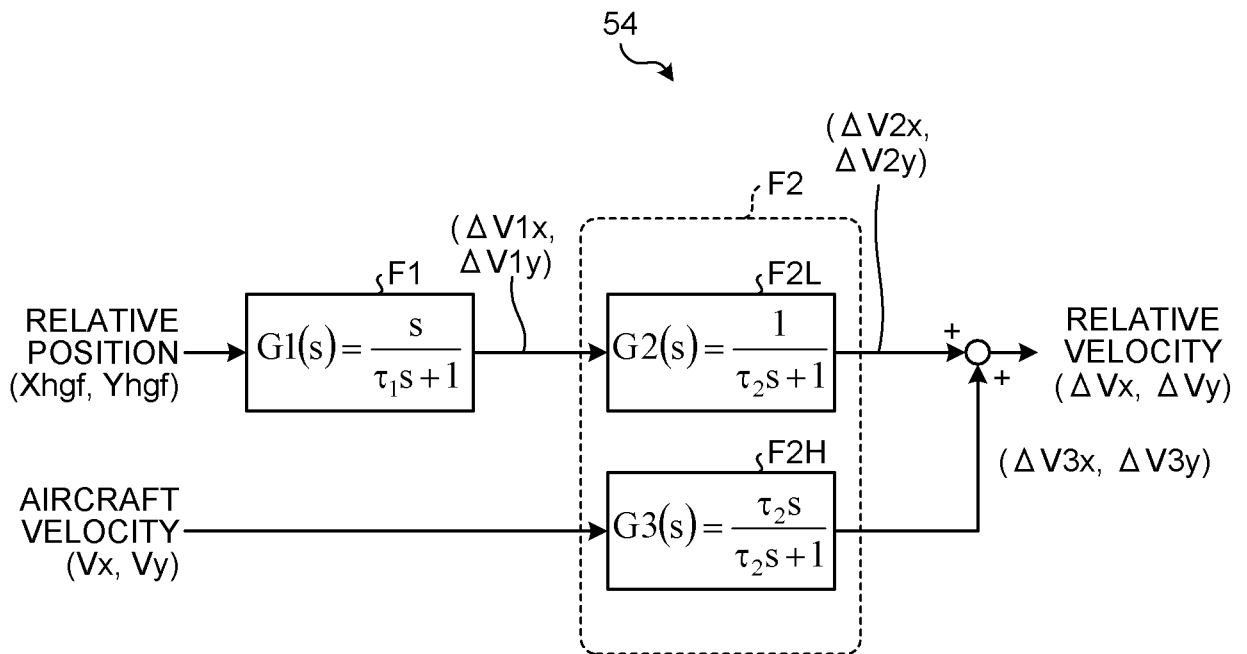 54
(ΔV2x,
ΔV2y)
F2
(ΔV1x,
ΔV1y)
F1
F2L
RELATIVE
POSITION
(Xhgf, Yhgf)
G1(s) = s / (τ₁s + 1)
G2(s) = 1 / (τ₂s + 1)
+
+
RELATIVE
VELOCITY
(ΔVx, ΔVy)
F2H
(ΔV3x, ΔV3y)
AIRCRAFT
VELOCITY
(Vx, Vy)
G3(s) = τ₂s / (τ₂s + 1)